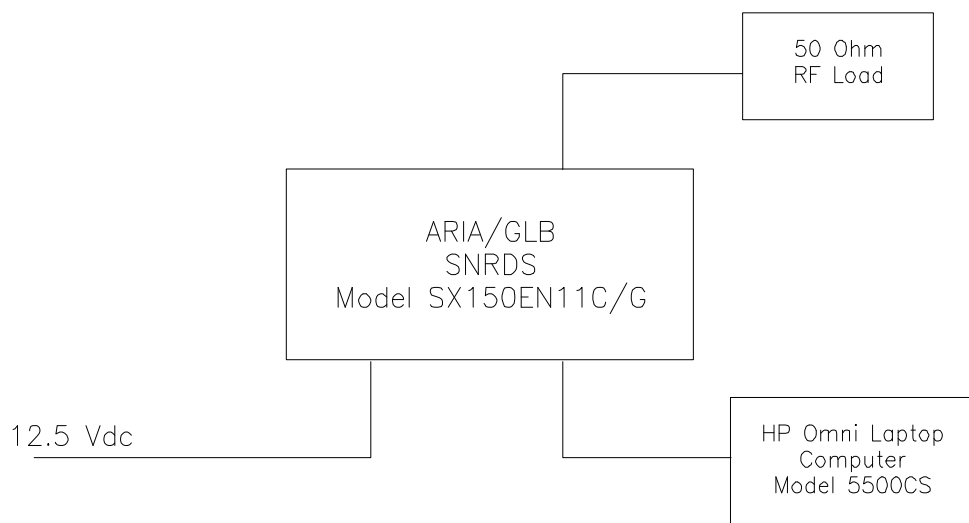 50 Ohm
RF Load
ARIA/GLB
SNRDS
Model SX150EN11C/G
12.5 Vdc
HP Omni Laptop
Computer
Model 5500CS